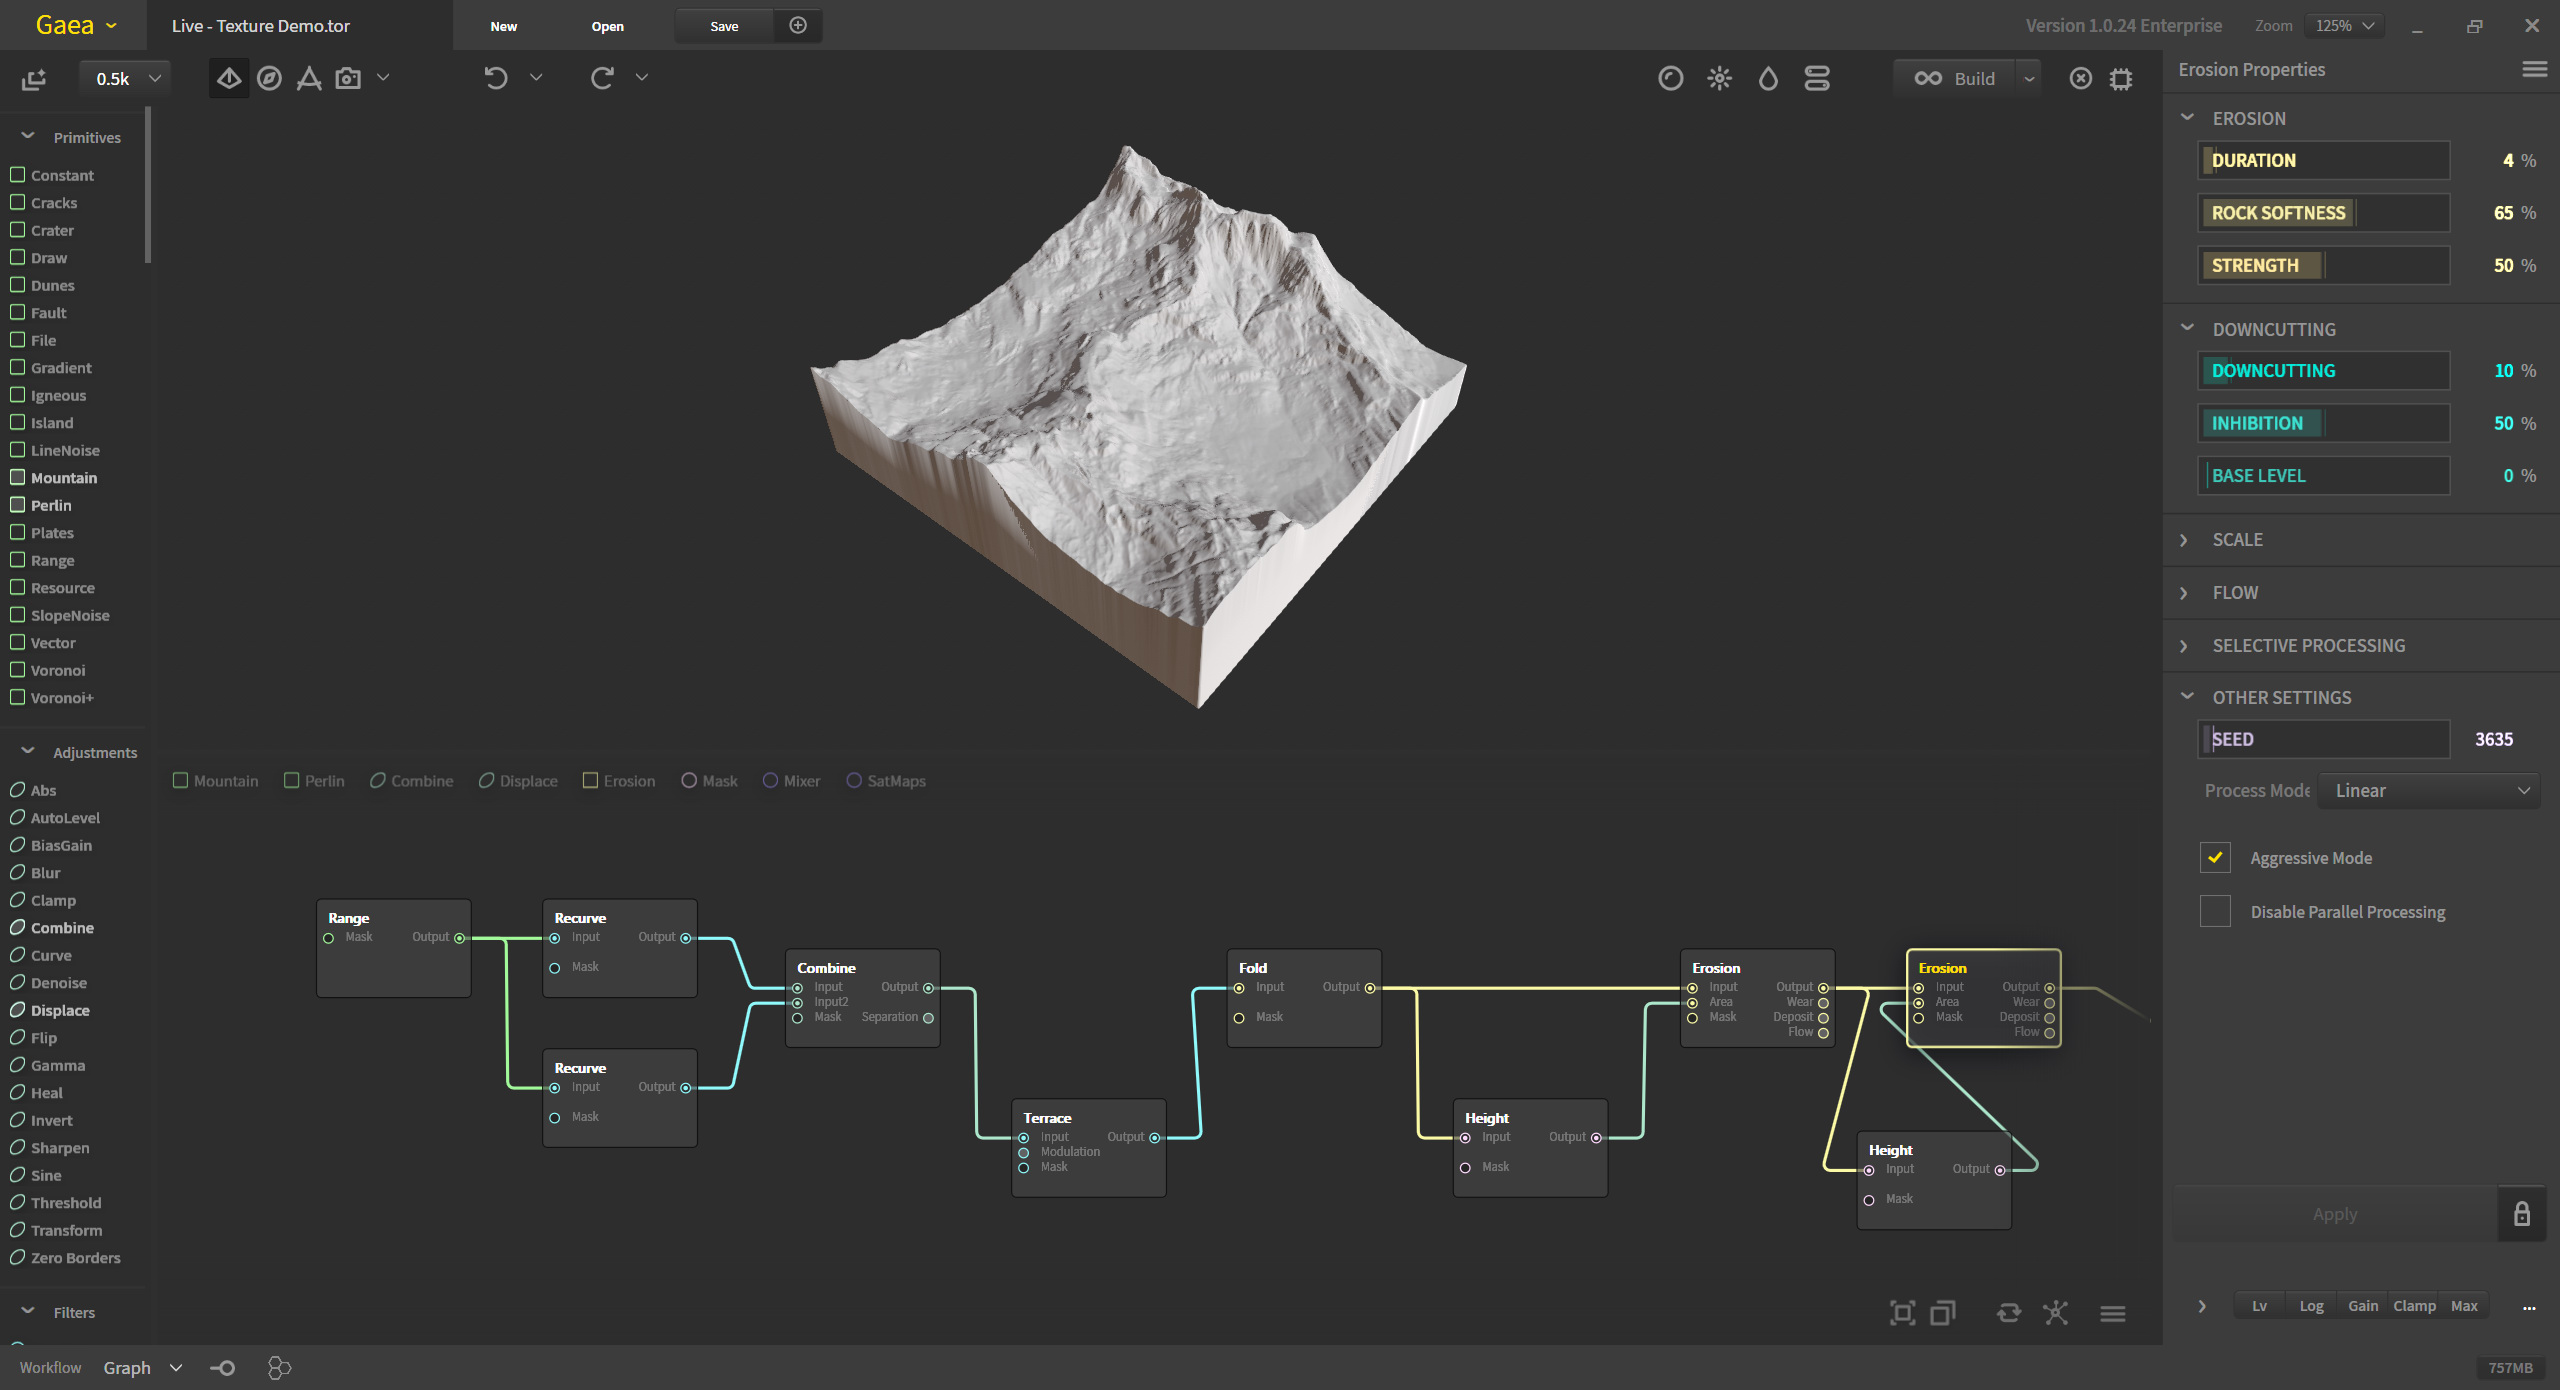 Gaea
Live - Texture Demo.tor
New
Open
Save
Version 1.0.24 Enterprise
Zoom
125%
0.5k
Build
Primitives
Constant
Cracks
Crater
Draw
Dunes
Fault
File
Gradient
Igneous
Island
LineNoise
Mountain
Perlin
Plates
Range
Resource
SlopeNoise
Vector
Voronoi
Voronoi+
Adjustments
Abs
AutoLevel
BiasGain
Blur
Clamp
Combine
Curve
Denoise
Displace
Flip
Gamma
Heal
Invert
Sharpen
Sine
Threshold
Transform
Zero Borders
Filters
Mountain
Perlin
Combine
Displace
Erosion
Mask
Mixer
SatMaps
Range
Mask Output
Recurve
Input Output
Mask
Recurve
Input Output
Mask
Combine
Input Output
Input2
Mask Separation
Terrace
Input Output
Modulation
Mask
Fold
Input Output
Mask
Height
Input Output
Mask
Erosion
Input Output
Area Wear
Mask Deposit
Flow
Erosion
Input Output
Area Wear
Mask Deposit
Flow
Height
Input Output
Mask
Erosion Properties
EROSION
DURATION 4 %
ROCK SOFTNESS 65 %
STRENGTH 50 %
DOWNCUTTING
DOWNCUTTING 10 %
INHIBITION 50 %
BASE LEVEL 0 %
SCALE
FLOW
SELECTIVE PROCESSING
OTHER SETTINGS
SEED 3635
Process Mode Linear
Aggressive Mode
Disable Parallel Processing
Apply
Lv Log Gain Clamp Max ...
Workflow Graph
757MB